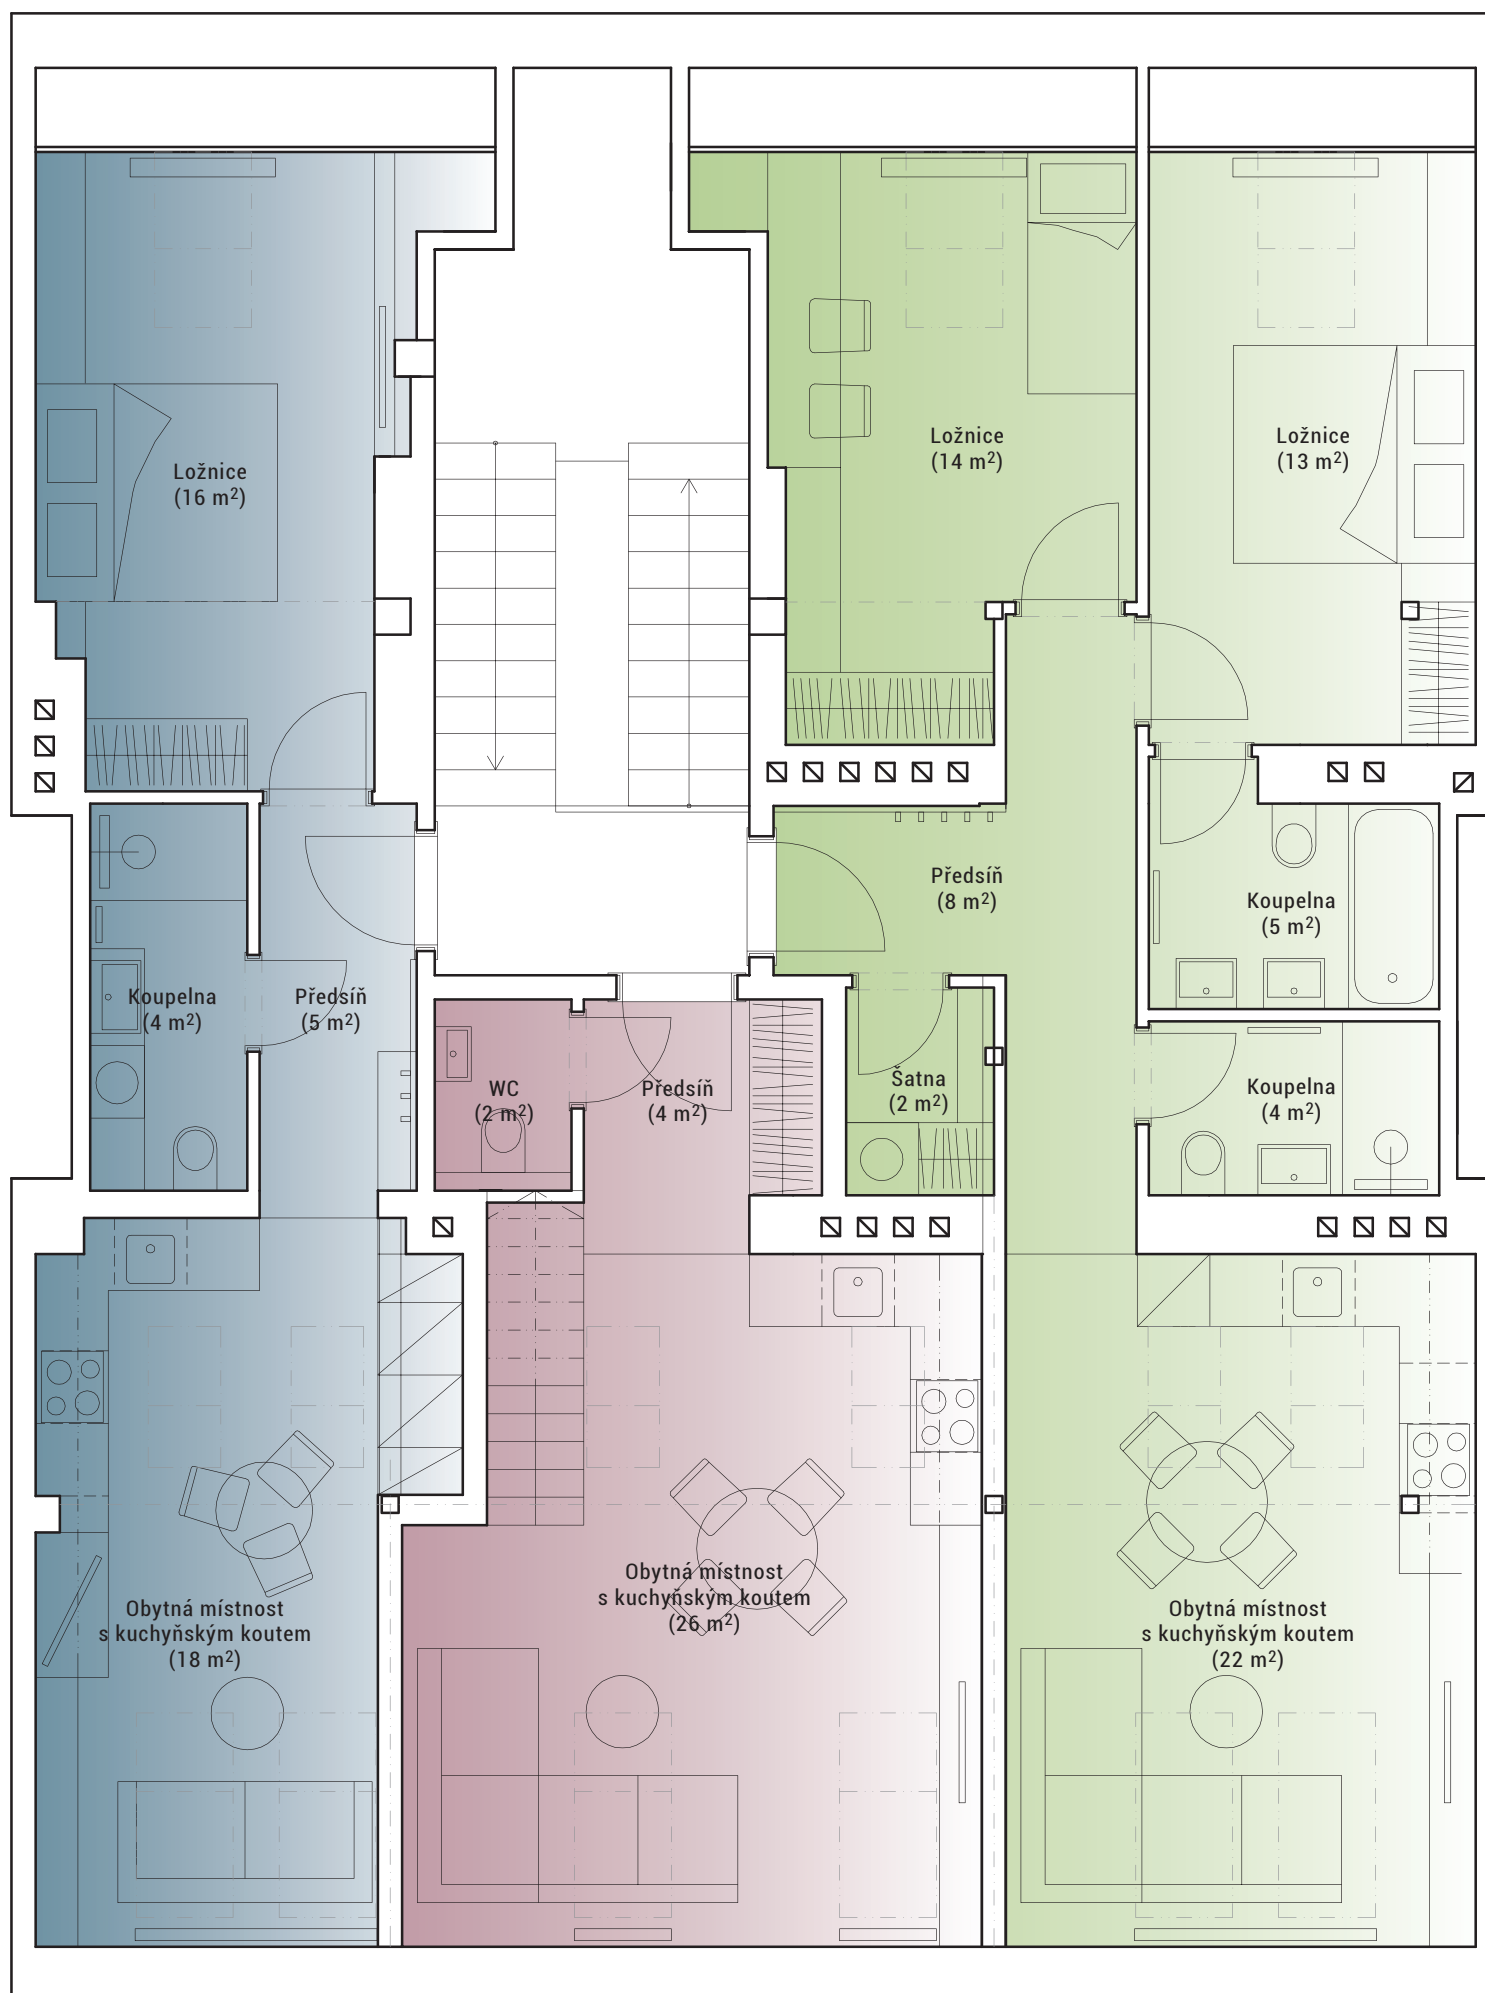 Ložnice
(14 m²)
Ložnice
(13 m²)
Ložnice
(16 m²)
Předsíň
(8 m²)
Koupelna
(5 m²)
Koupelna
(4 m²)
Předsíň
(5 m²)
WC
(2 m²)
Předsíň
(4 m²)
Šatna
(2 m²)
Koupelna
(4 m²)
Obytná místnost
s kuchyňským koutem
(18 m²)
Obytná místnost
s kuchyňským koutem
(26 m²)
Obytná místnost
s kuchyňským koutem
(22 m²)